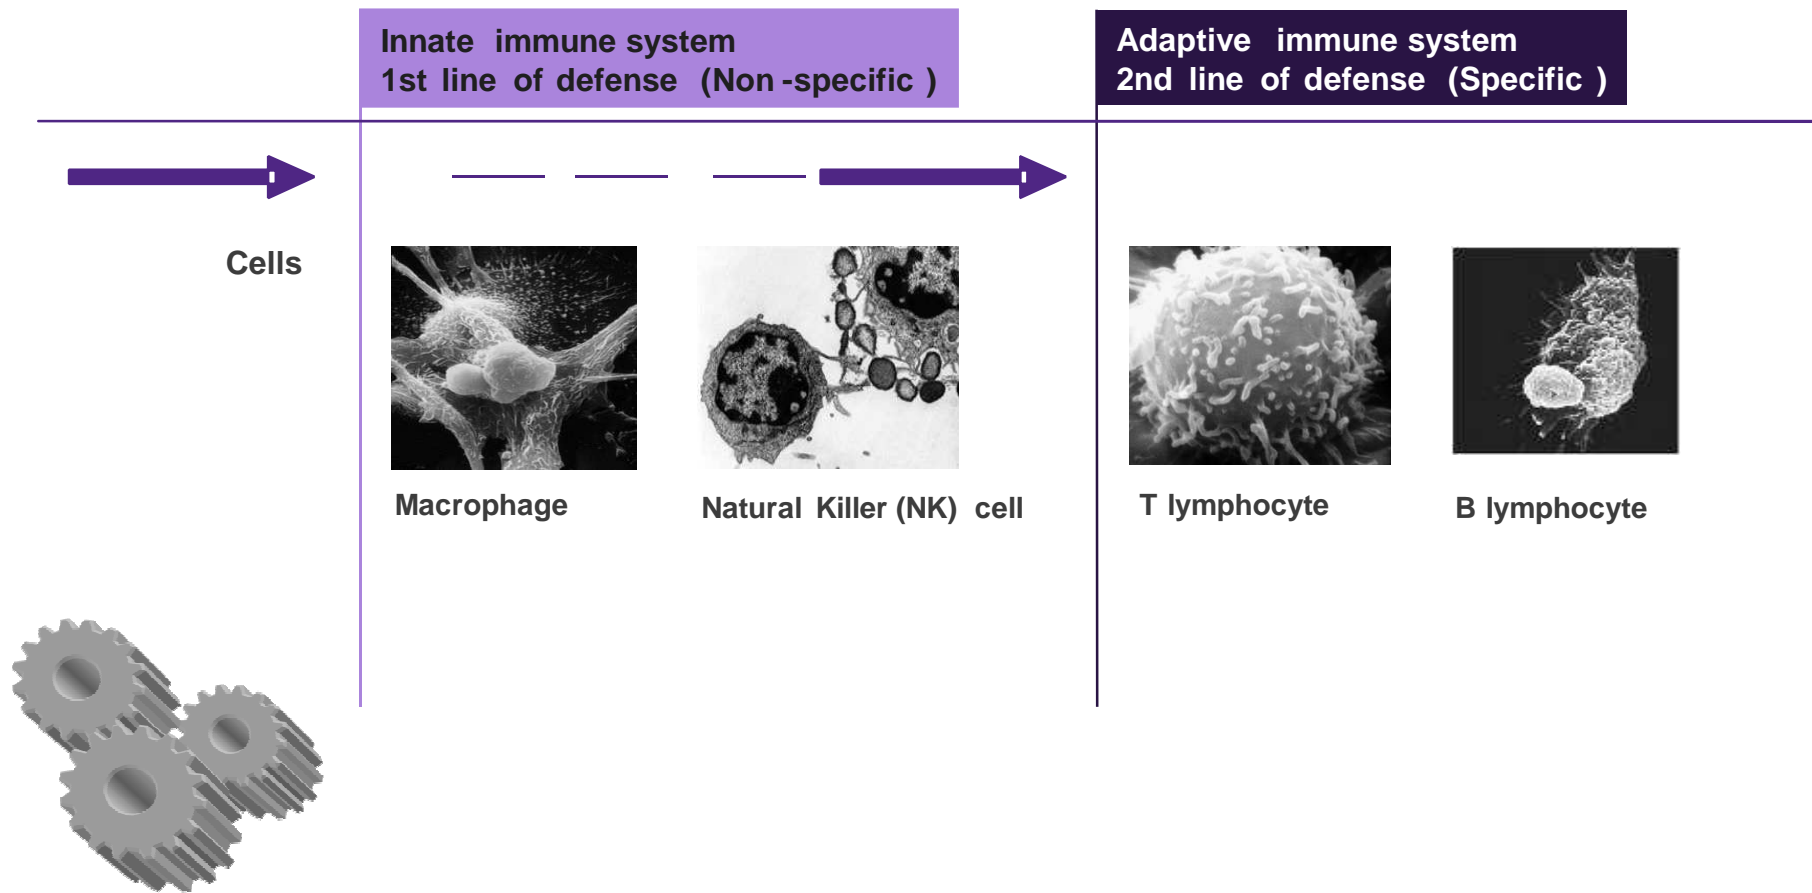 Innate immune system
1st line of defense (Non -specific )
Adaptive immune system
2nd line of defense (Specific )
Cells
Macrophage
Natural Killer (NK) cell
T lymphocyte
B lymphocyte